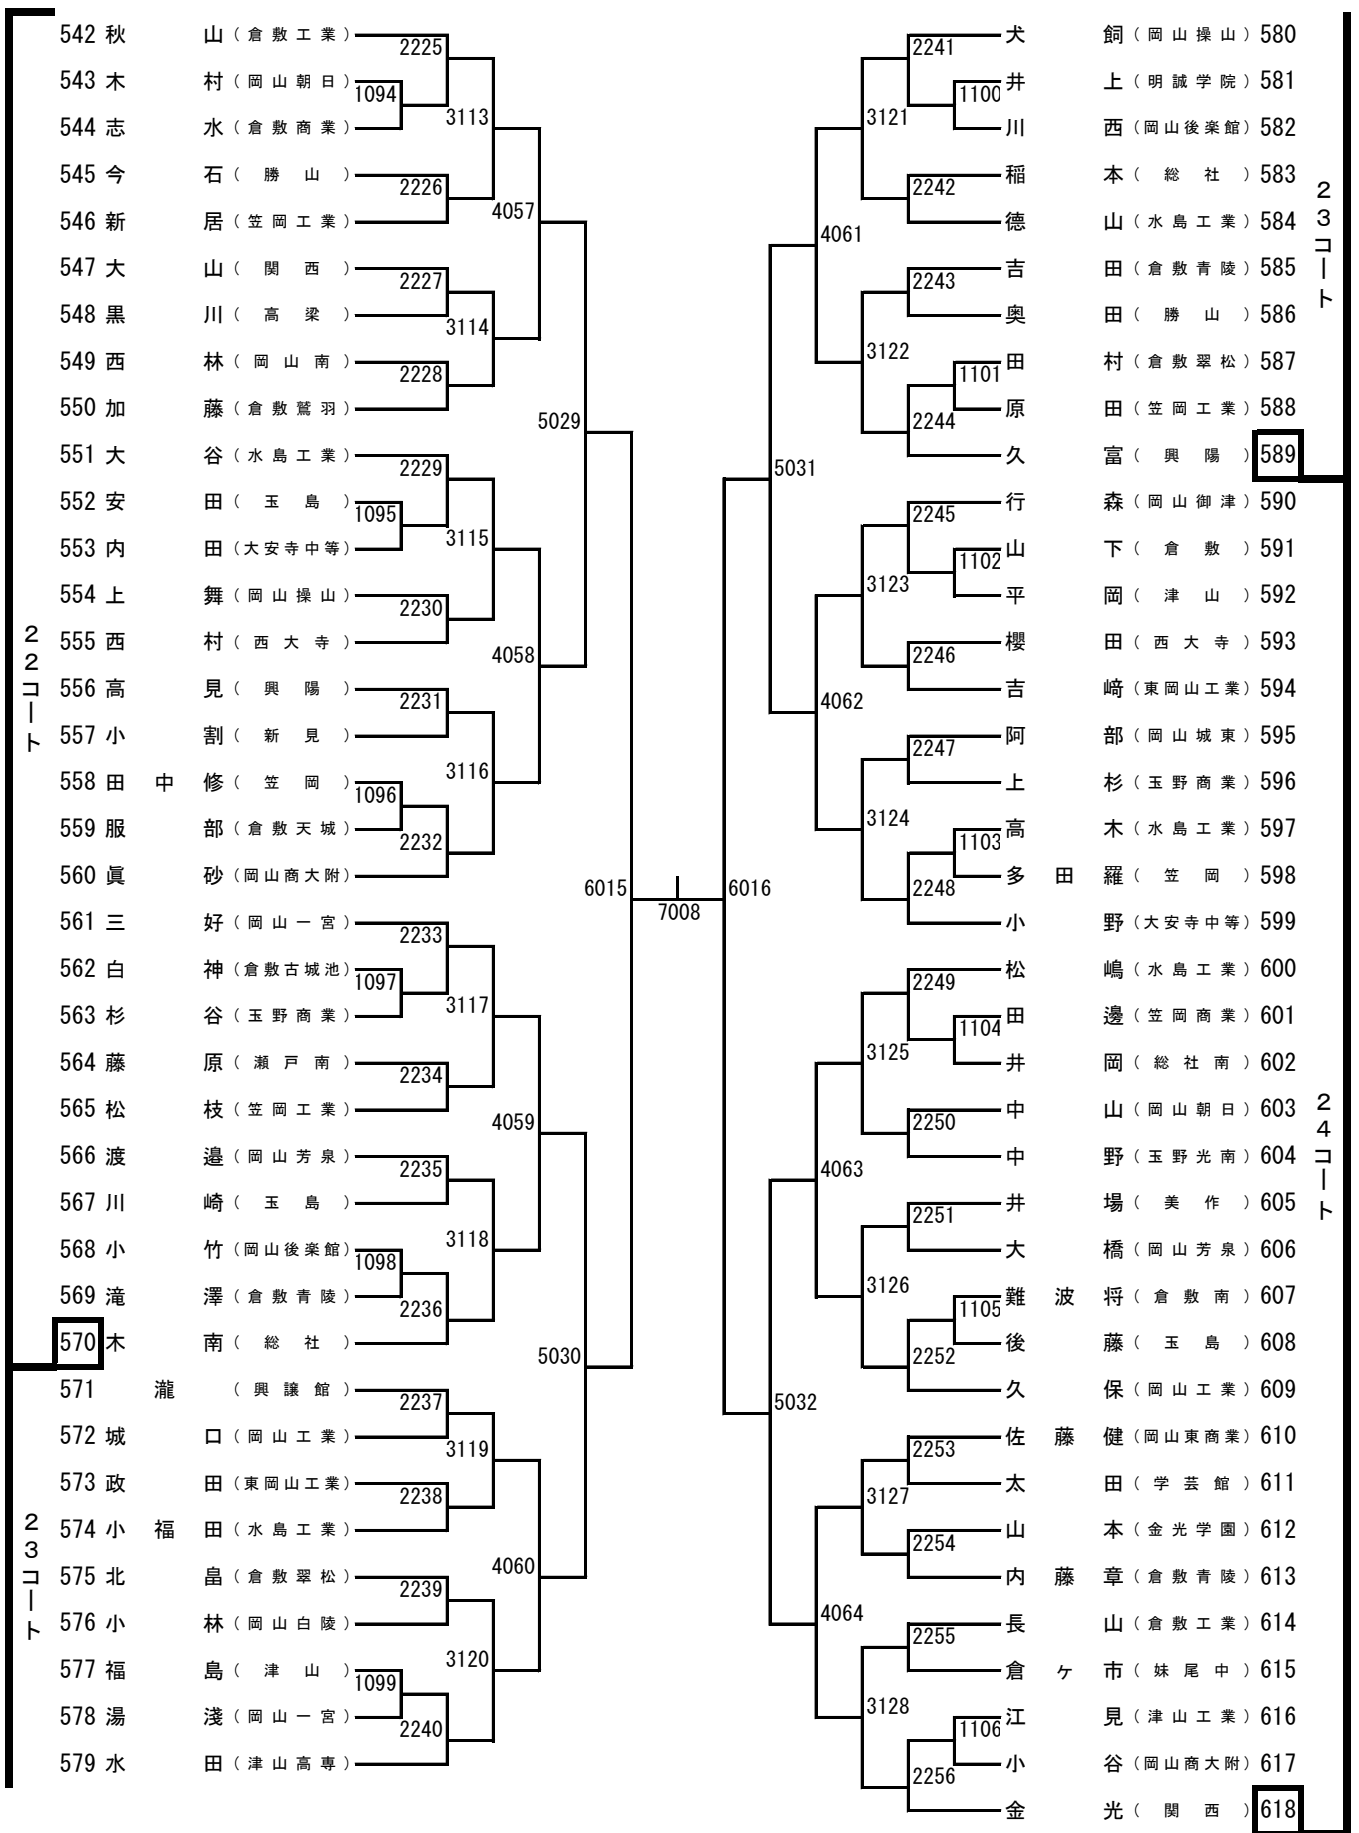 542 秋 山 (倉敷工業)
2225
543 木 村 (岡山朝日)
1094
544 志 水 (倉敷商業)
3113
545 今 石 (勝山)
2226
546 新 居 (笠岡工業)
4057
547 大 山 (関西)
2227
548 黒 川 (高梁)
3114
549 西 林 (岡山南)
2228
550 加 藤 (倉敷鷲羽)
5029
551 大 谷 (水島工業)
2229
552 安 田 (玉島)
1095
553 内 田 (大安寺中等)
3115
554 上 舞 (岡山操山)
2230
555 西 村 (西大寺)
4058
556 高 見 (興陽)
2231
557 小 割 (新見)
3116
558 田 中 修 (笠岡)
1096
559 服 部 (倉敷天城)
2232
560 眞 砂 (岡山商大附)
6015
561 三 好 (岡山一宮)
2233
562 白 神 (倉敷古城池)
1097
563 杉 谷 (玉野商業)
3117
564 藤 原 (瀬戸南)
2234
565 松 枝 (笠岡工業)
4059
566 渡 邉 (岡山芳泉)
2235
567 川 崎 (玉島)
3118
568 小 竹 (岡山後楽館)
1098
569 滝 澤 (倉敷青陵)
2236
570 木 南 (総社)
5030
571 瀧 (興譲館)
2237
572 城 口 (岡山工業)
3119
573 政 田 (東岡山工業)
2238
574 小 福 田 (水島工業)
4060
575 北 畠 (倉敷翠松)
2239
576 小 林 (岡山白陵)
3120
577 福 島 (津山)
1099
578 湯 淺 (岡山一宮)
2240
579 水 田 (津山高専)
22コート
23コート
7008
犬 飼 (岡山操山) 580
2241
井 上 (明誠学院) 581
1100
川 西 (岡山後楽館) 582
3121
稲 本 (総社) 583
2242
德 山 (水島工業) 584
4061
吉 田 (倉敷青陵) 585
2243
奥 田 (勝山) 586
3122
田 村 (倉敷翠松) 587
1101
原 田 (笠岡工業) 588
2244
久 富 (興陽) 589
5031
行 森 (岡山御津) 590
2245
山 下 (倉敷) 591
1102
平 岡 (津山) 592
3123
櫻 田 (西大寺) 593
2246
吉 﨑 (東岡山工業) 594
4062
阿 部 (岡山城東) 595
2247
上 杉 (玉野商業) 596
3124
高 木 (水島工業) 597
1103
多 田 羅 (笠岡) 598
2248
小 野 (大安寺中等) 599
6016
松 嶋 (水島工業) 600
2249
田 邊 (笠岡商業) 601
1104
井 岡 (総社南) 602
3125
中 山 (岡山朝日) 603
2250
中 野 (玉野光南) 604
4063
井 場 (美作) 605
2251
大 橋 (岡山芳泉) 606
3126
難 波 将 (倉敷南) 607
1105
後 藤 (玉島) 608
2252
久 保 (岡山工業) 609
5032
佐 藤 健 (岡山東商業) 610
2253
太 田 (学芸館) 611
3127
山 本 (金光学園) 612
2254
内 藤 章 (倉敷青陵) 613
4064
長 山 (倉敷工業) 614
2255
倉 ヶ 市 (妹尾中) 615
3128
江 見 (津山工業) 616
1106
小 谷 (岡山商大附) 617
2256
金 光 (関西) 618
23コート
24コート